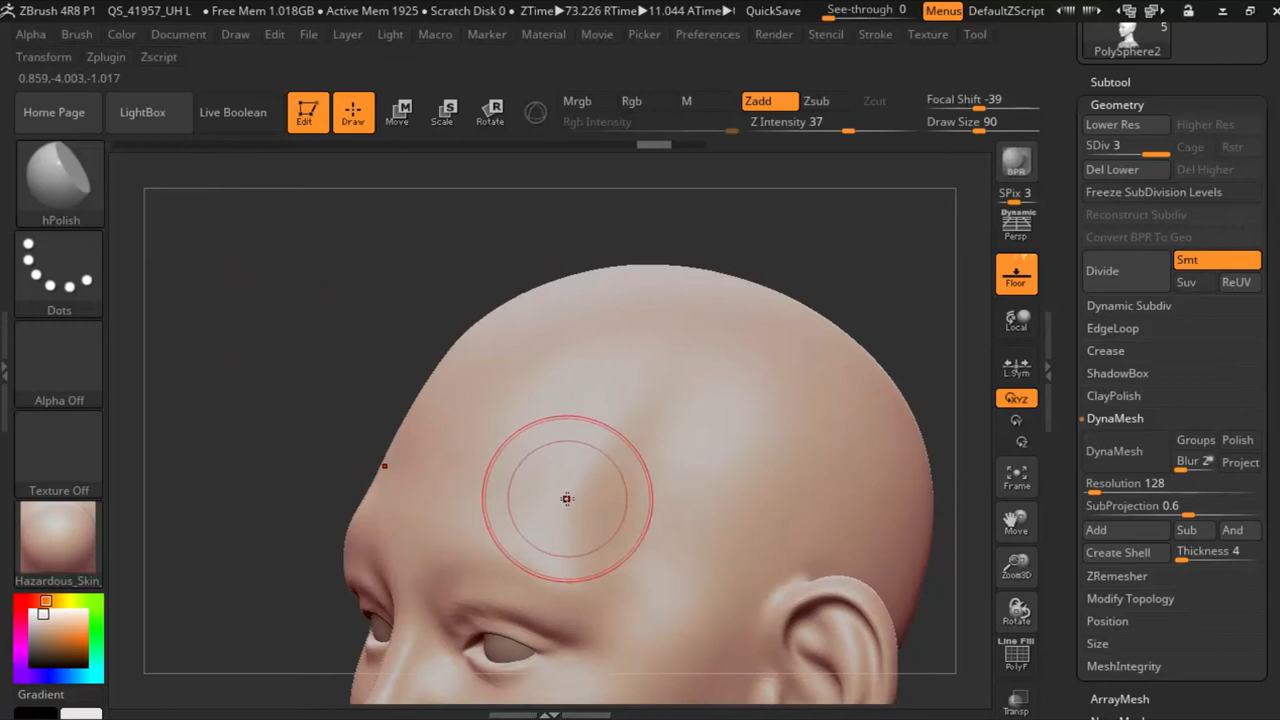 ZBrush 4R8 P1 QS_41957_UH L ● Free Mem 1.018GB ● Active Mem 1925 ● Scratch Disk 0 ● ZTime►73.226 RTime►11.044 ATime► QuickSave See-through 0 Menus DefaultZScript
Alpha Brush Color Document Draw Edit File Layer Light Macro Marker Material Movie Picker Preferences Render Stencil Stroke Texture Tool
Transform Zplugin Zscript
0.859,-4.003,-1.017
Home Page LightBox Live Boolean Edit Draw Move Scale Rotate
M S R
Mrgb Rgb M Zadd Zsub Zcut Focal Shift -39
Rgb Intensity Z Intensity 37 Draw Size 90
hPolish
Dots
Alpha Off
Texture Off
Hazardous_Skin_
Gradient
BPR
SPix 3
Dynamic
Persp
Floor
Local
L.Sym
XYZ
Frame
Move
Zoom3D
Rotate
Line Fill
PolyF
Transp
5
PolySphere2
Subtool
Geometry
Lower Res Higher Res
SDiv 3 Cage Rstr
Del Lower Del Higher
Freeze SubDivision Levels
Reconstruct Subdiv
Convert BPR To Geo
Divide Smt
Suv ReUV
Dynamic Subdiv
EdgeLoop
Crease
ShadowBox
ClayPolish
DynaMesh
DynaMesh Groups Polish
Blur 2 Project
Resolution 128
SubProjection 0.6
Add Sub And
Create Shell Thickness 4
ZRemesher
Modify Topology
Position
Size
MeshIntegrity
ArrayMesh